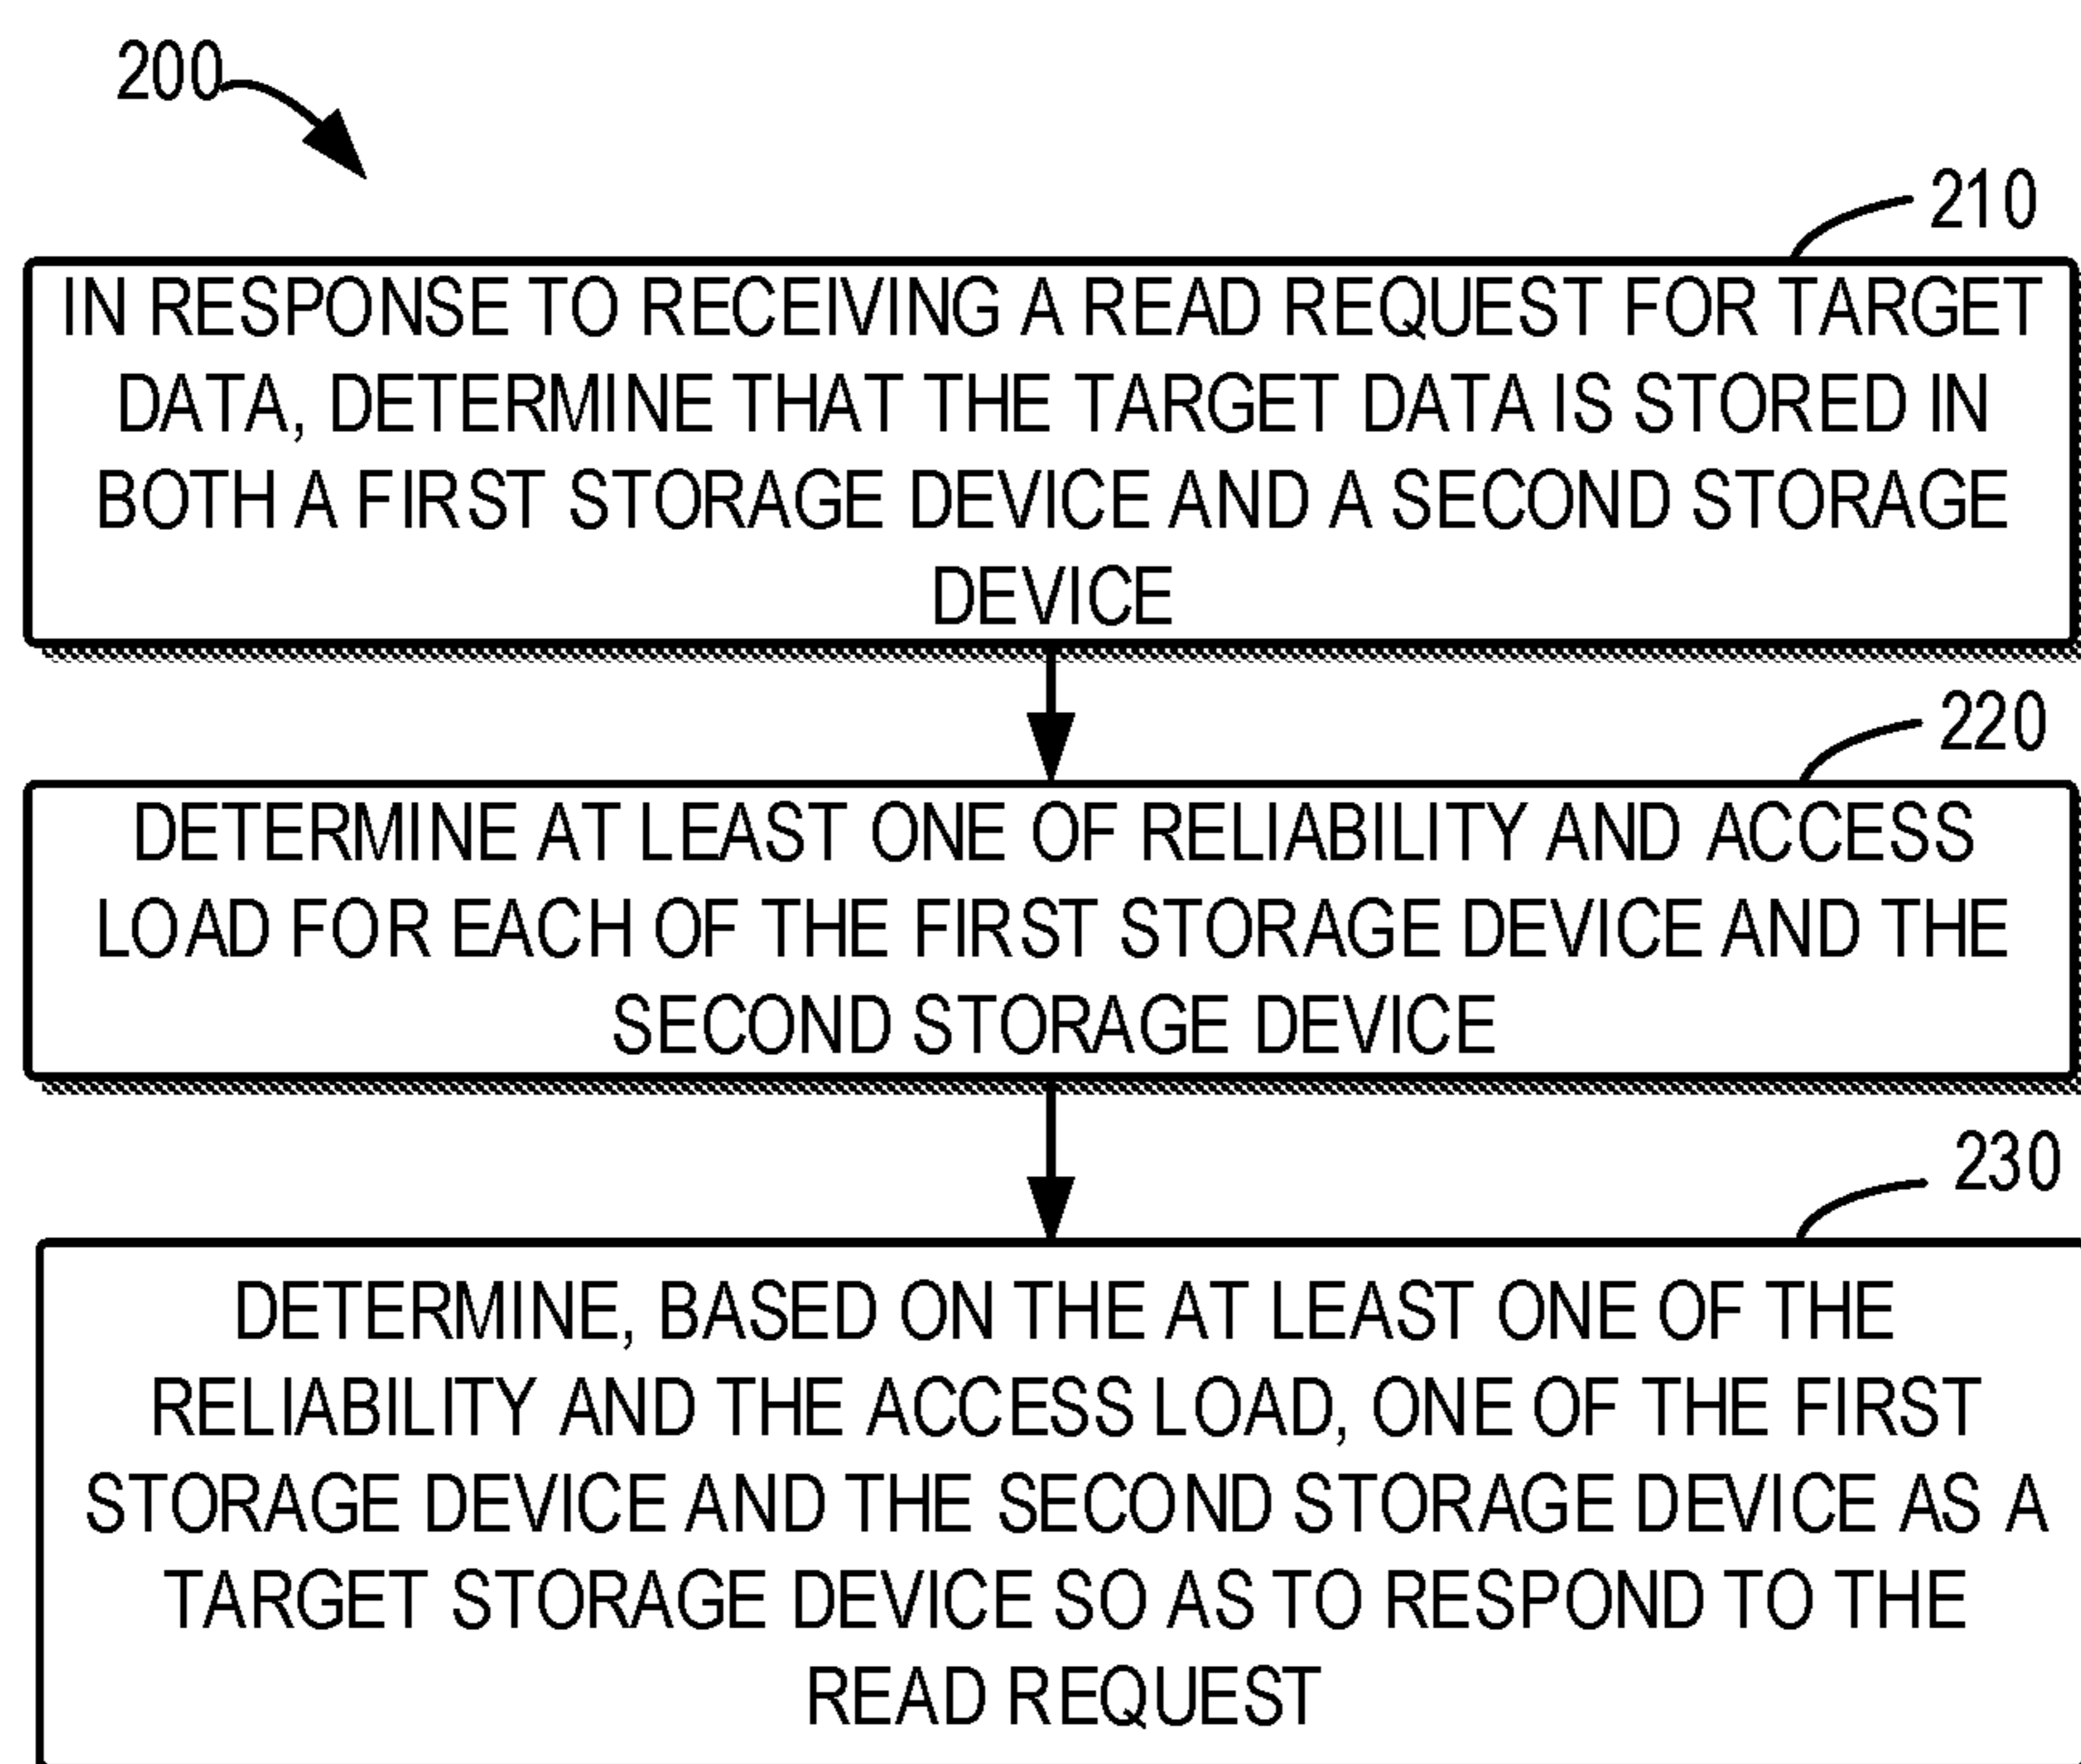 200
210
IN RESPONSE TO RECEIVING A READ REQUEST FOR TARGET
DATA, DETERMINE THAT THE TARGET DATA IS STORED IN
BOTH A FIRST STORAGE DEVICE AND A SECOND STORAGE
DEVICE
220
DETERMINE AT LEAST ONE OF RELIABILITY AND ACCESS
LOAD FOR EACH OF THE FIRST STORAGE DEVICE AND THE
SECOND STORAGE DEVICE
230
DETERMINE, BASED ON THE AT LEAST ONE OF THE
RELIABILITY AND THE ACCESS LOAD, ONE OF THE FIRST
STORAGE DEVICE AND THE SECOND STORAGE DEVICE AS A
TARGET STORAGE DEVICE SO AS TO RESPOND TO THE
READ REQUEST